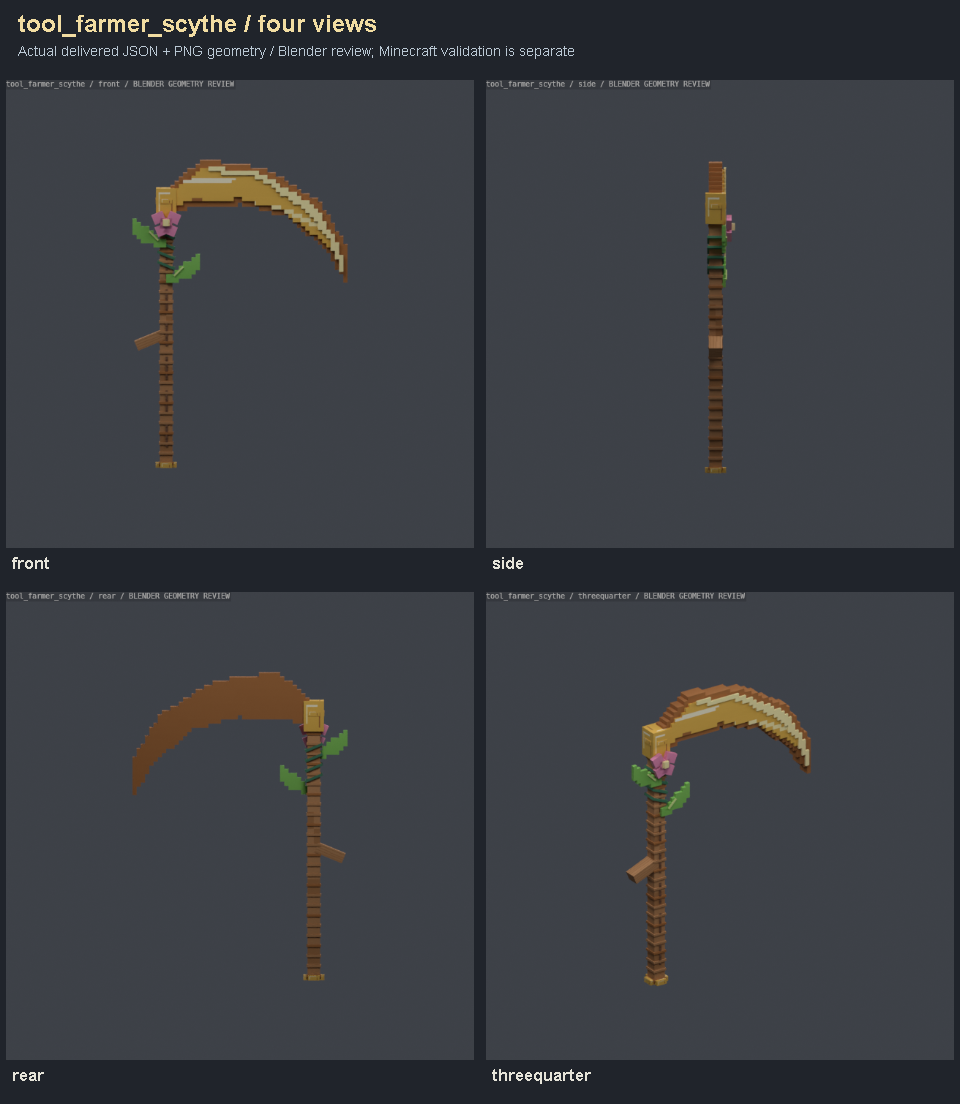 tool_farmer_scythe / four views
Actual delivered JSON + PNG geometry / Blender review; Minecraft validation is separate
tool_farmer_scythe / front / BLENDER GEOMETRY REVIEW
tool_farmer_scythe / side / BLENDER GEOMETRY REVIEW
front
side
tool_farmer_scythe / rear / BLENDER GEOMETRY REVIEW
tool_farmer_scythe / threequarter / BLENDER GEOMETRY REVIEW
rear
threequarter